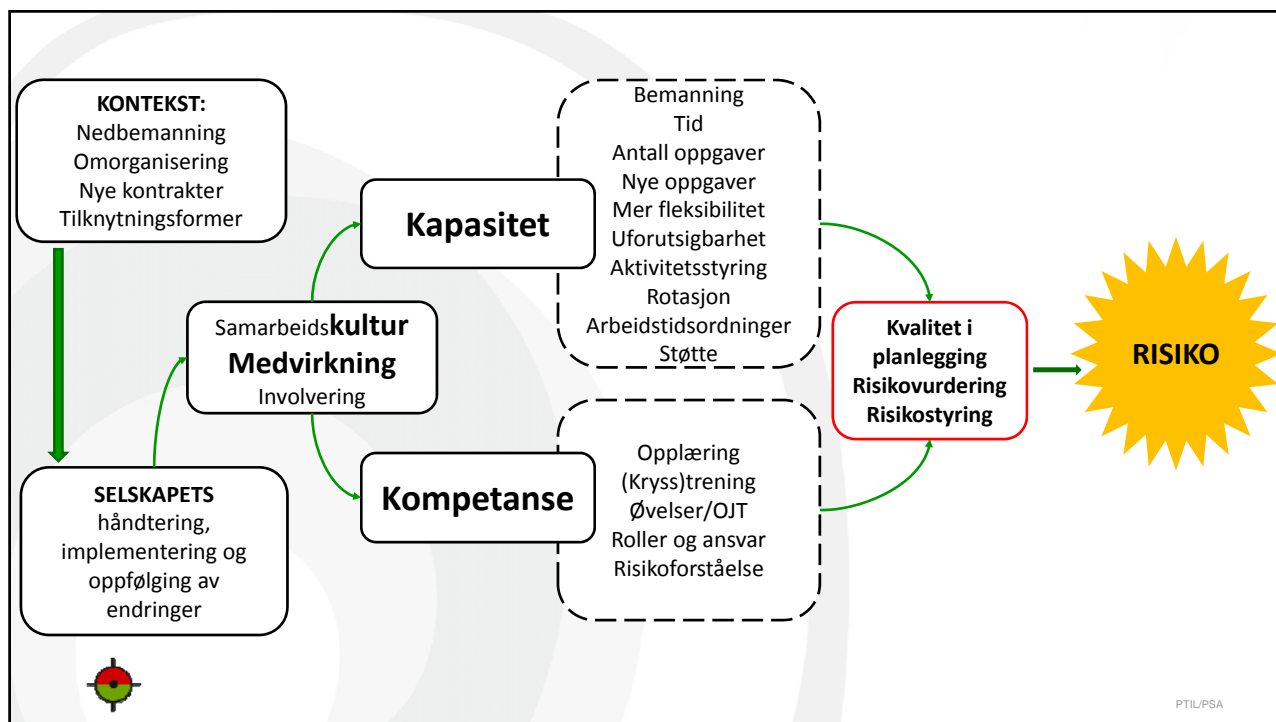 KONTEKST:
Nedbemanning
Omorganisering
Nye kontrakter
Tilknytningsformer
SELSKAPETS
håndtering,
implementering og
oppfølging av
endringer
Samarbeidskultur
Medvirkning
Involvering
Kapasitet
Kompetanse
Bemanning
Tid
Antall oppgaver
Nye oppgaver
Mer fleksibilitet
Uforutsigbarhet
Aktivitetsstyring
Rotasjon
Arbeidstidsordninger
Støtte
Opplæring
(Kryss)trening
Øvelser/OJT
Roller og ansvar
Risikoforståelse
Kvalitet i
planlegging
Risikovurdering
Risikostyring
RISIKO
PTIL/PSA